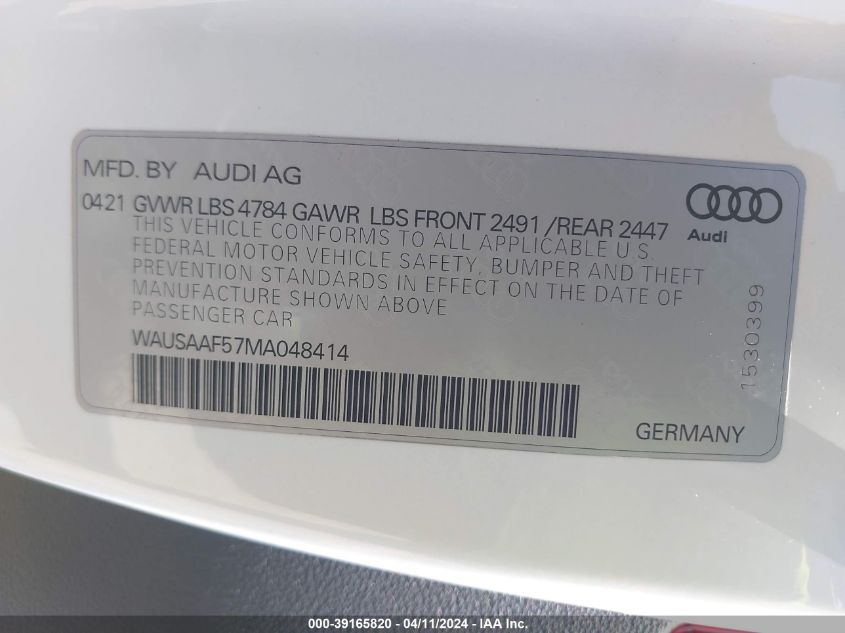 MFD. BY AUDI AG
0421 GVWR LBS 4784 GAWR LBS FRONT 2491 /REAR 2447
THIS VEHICLE CONFORMS TO ALL APPLICABLE U.S.
FEDERAL MOTOR VEHICLE SAFETY, BUMPER AND THEFT
PREVENTION STANDARDS IN EFFECT ON THE DATE OF
MANUFACTURE SHOWN ABOVE
PASSENGER CAR
WAUSAAF57MA048414
Audi
1530399
GERMANY
000-39165820 - 04/11/2024 - IAA Inc.